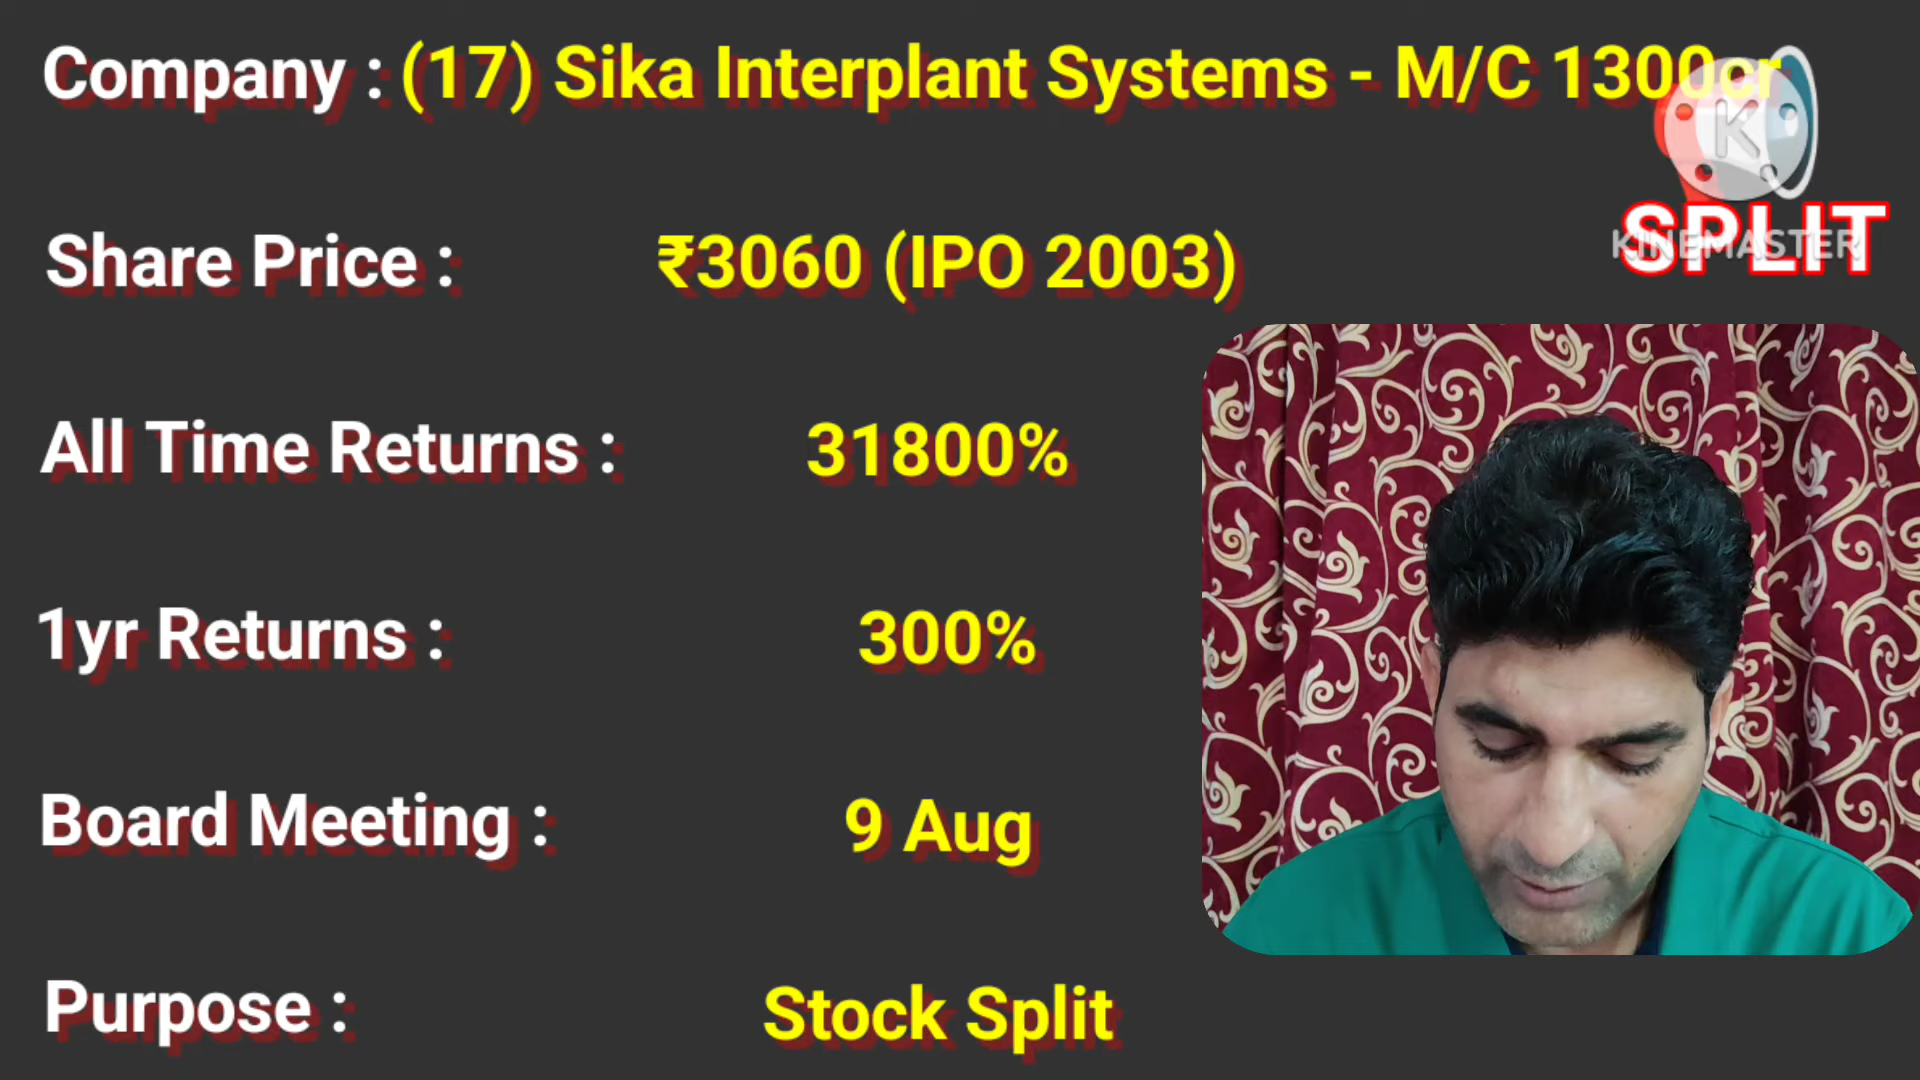 Company : (17) Sika Interplant Systems - M/C 1300cr
SPLIT
KINEMASTER
Share Price : ₹3060 (IPO 2003)
All Time Returns : 31800%
1yr Returns : 300%
Board Meeting : 9 Aug
Purpose : Stock Split